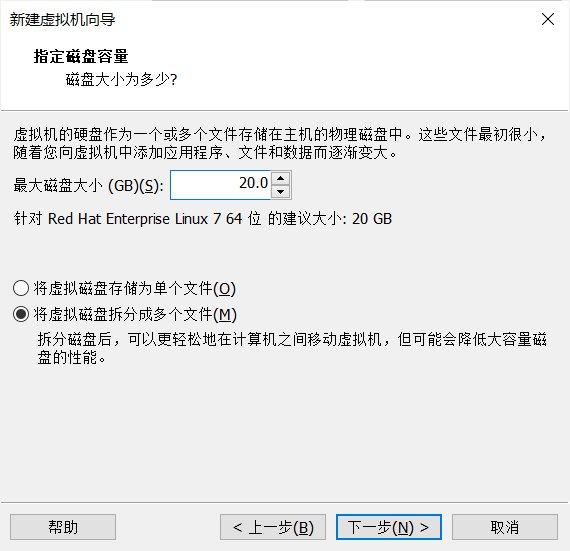 新建虚拟机向导
指定磁盘容量
磁盘大小为多少?
虚拟机的硬盘作为一个或多个文件存储在主机的物理磁盘中。这些文件最初很小，
随着您向虚拟机中添加应用程序、文件和数据而逐渐变大。
最大磁盘大小 (GB)(S): 20.0
针对 Red Hat Enterprise Linux 7 64 位 的建议大小: 20 GB
将虚拟磁盘存储为单个文件(O)
将虚拟磁盘拆分成多个文件(M)
拆分磁盘后，可以更轻松地在计算机之间移动虚拟机，但可能会降低大容量磁
盘的性能。
帮助 < 上一步(B) 下一步(N) > 取消